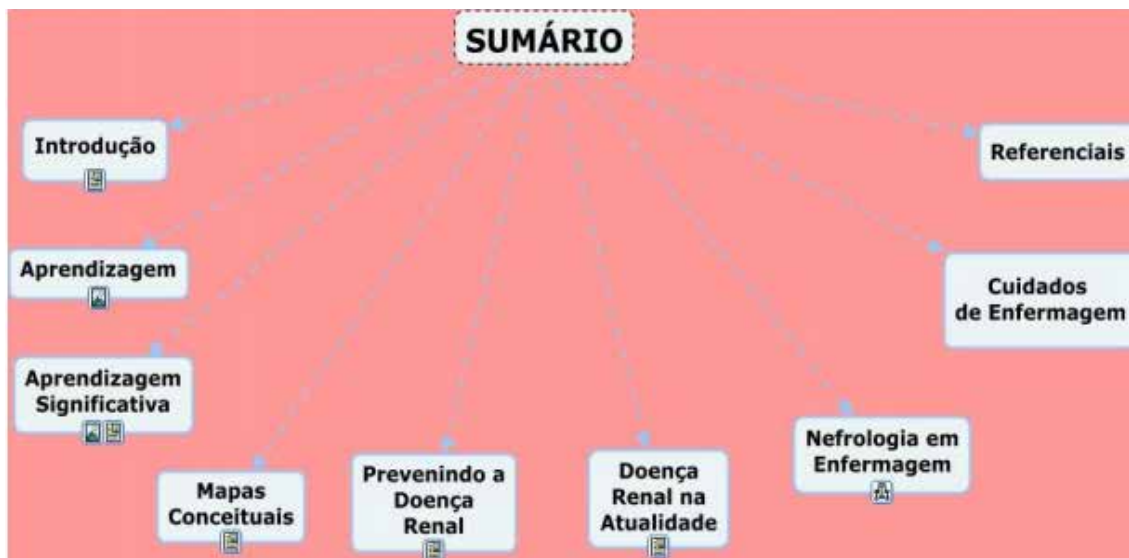 SUMÁRIO
Introdução
Aprendizagem
Aprendizagem
Significativa
Mapas
Conceituais
Prevenindo a
Doença
Renal
Doença
Renal na
Atualidade
Nefrologia em
Enfermagem
Cuidados
de Enfermagem
Referenciais